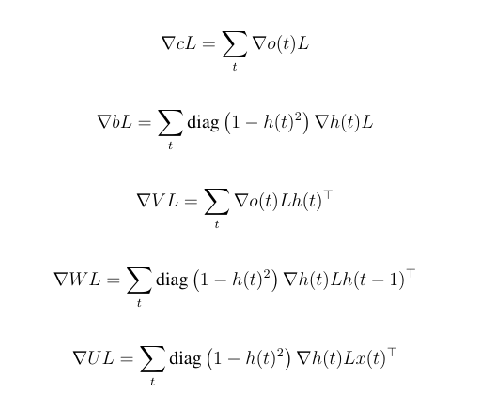 ∇cL = ∑_t ∇o(t)L
∇bL = ∑_t diag (1 − h(t)²) ∇h(t)L
∇VL = ∑_t ∇o(t)Lh(t)^⊤
∇WL = ∑_t diag (1 − h(t)²) ∇h(t)Lh(t − 1)^⊤
∇UL = ∑_t diag (1 − h(t)²) ∇h(t)Lx(t)^⊤